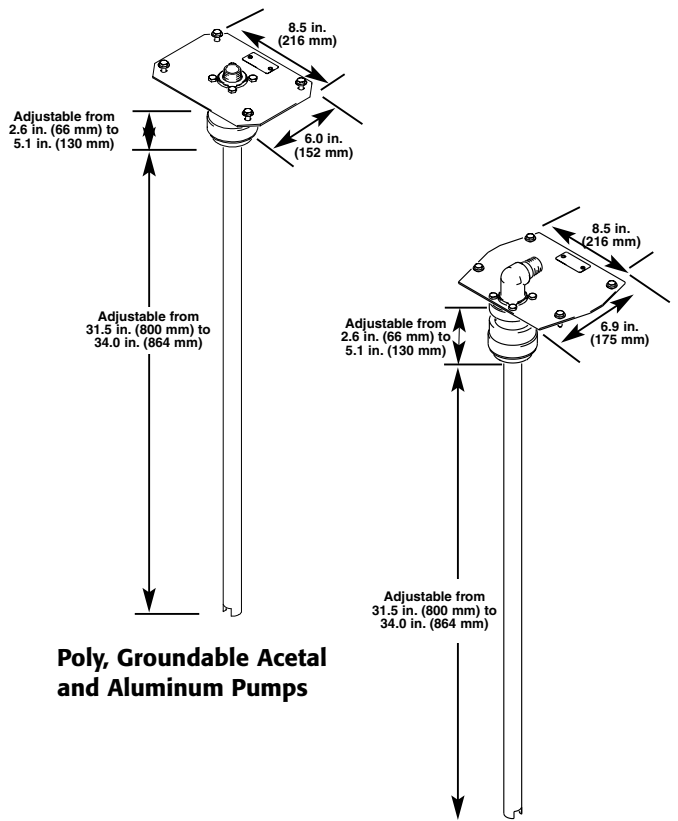 8.5 in.
(216 mm)
Adjustable from
2.6 in. (66 mm) to
5.1 in. (130 mm)
6.0 in.
(152 mm)
Adjustable from
31.5 in. (800 mm) to
34.0 in. (864 mm)
Poly, Groundable Acetal
and Aluminum Pumps
8.5 in.
(216 mm)
Adjustable from
2.6 in. (66 mm) to
5.1 in. (130 mm)
6.9 in.
(175 mm)
Adjustable from
31.5 in. (800 mm) to
34.0 in. (864 mm)